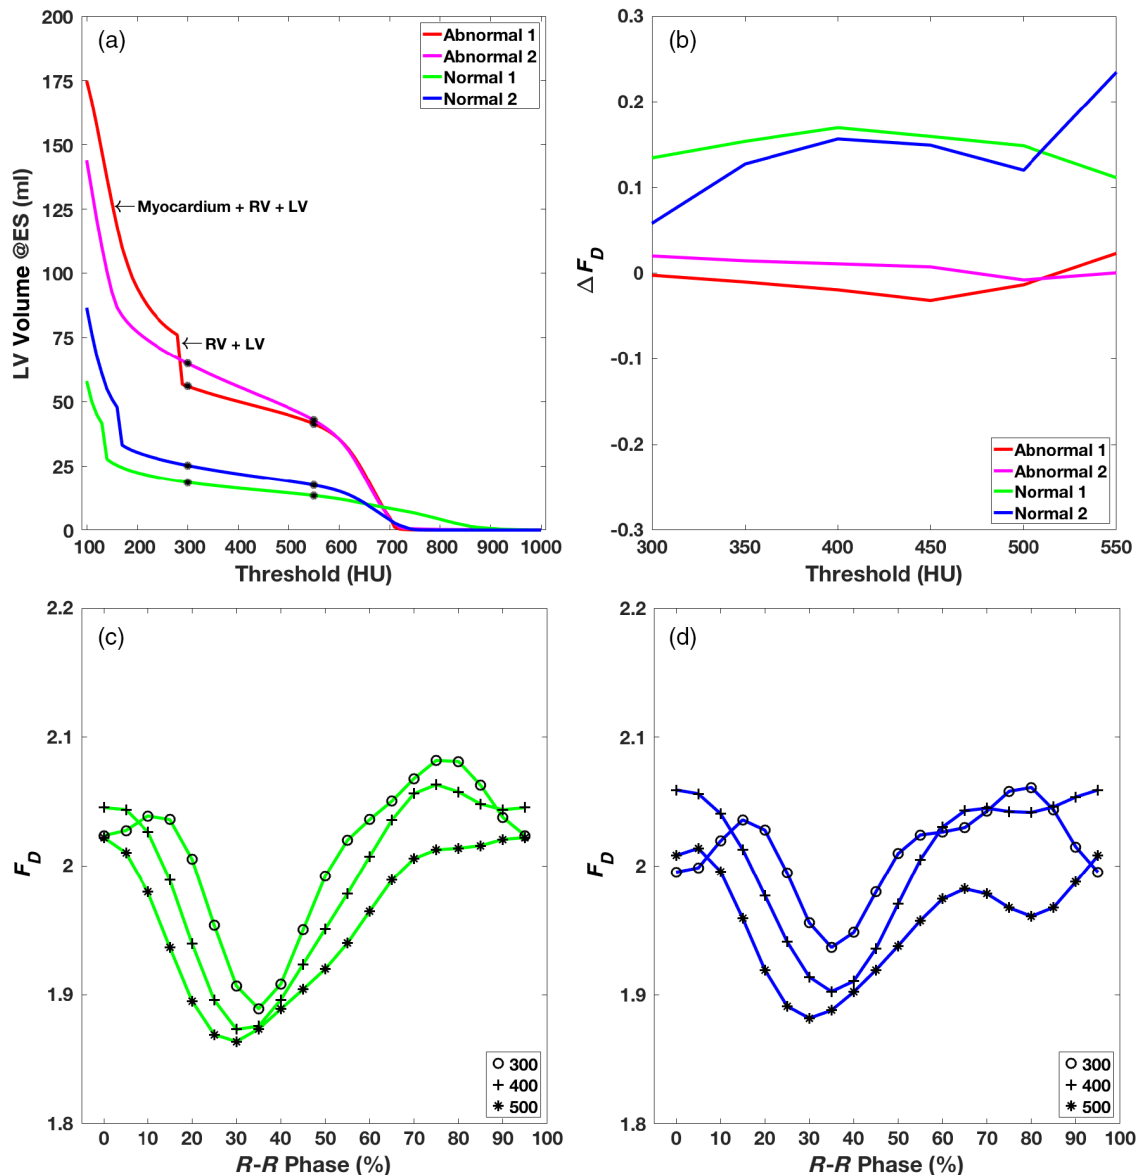 (a)
LV Volume @ES (ml)
200
175
150
125
100
75
50
25
0
100 200 300 400 500 600 700 800 900 1000
Threshold (HU)
Abnormal 1
Abnormal 2
Normal 1
Normal 2
←Myocardium + RV + LV
←RV + LV
(b)
Δ F_D
0.3
0.2
0.1
0
-0.1
-0.2
-0.3
300 350 400 450 500 550
Threshold (HU)
Abnormal 1
Abnormal 2
Normal 1
Normal 2
(c)
F_D
2.2
2.1
2
1.9
1.8
0 10 20 30 40 50 60 70 80 90 100
R-R Phase (%)
300
400
500
(d)
F_D
2.2
2.1
2
1.9
1.8
0 10 20 30 40 50 60 70 80 90 100
R-R Phase (%)
300
400
500